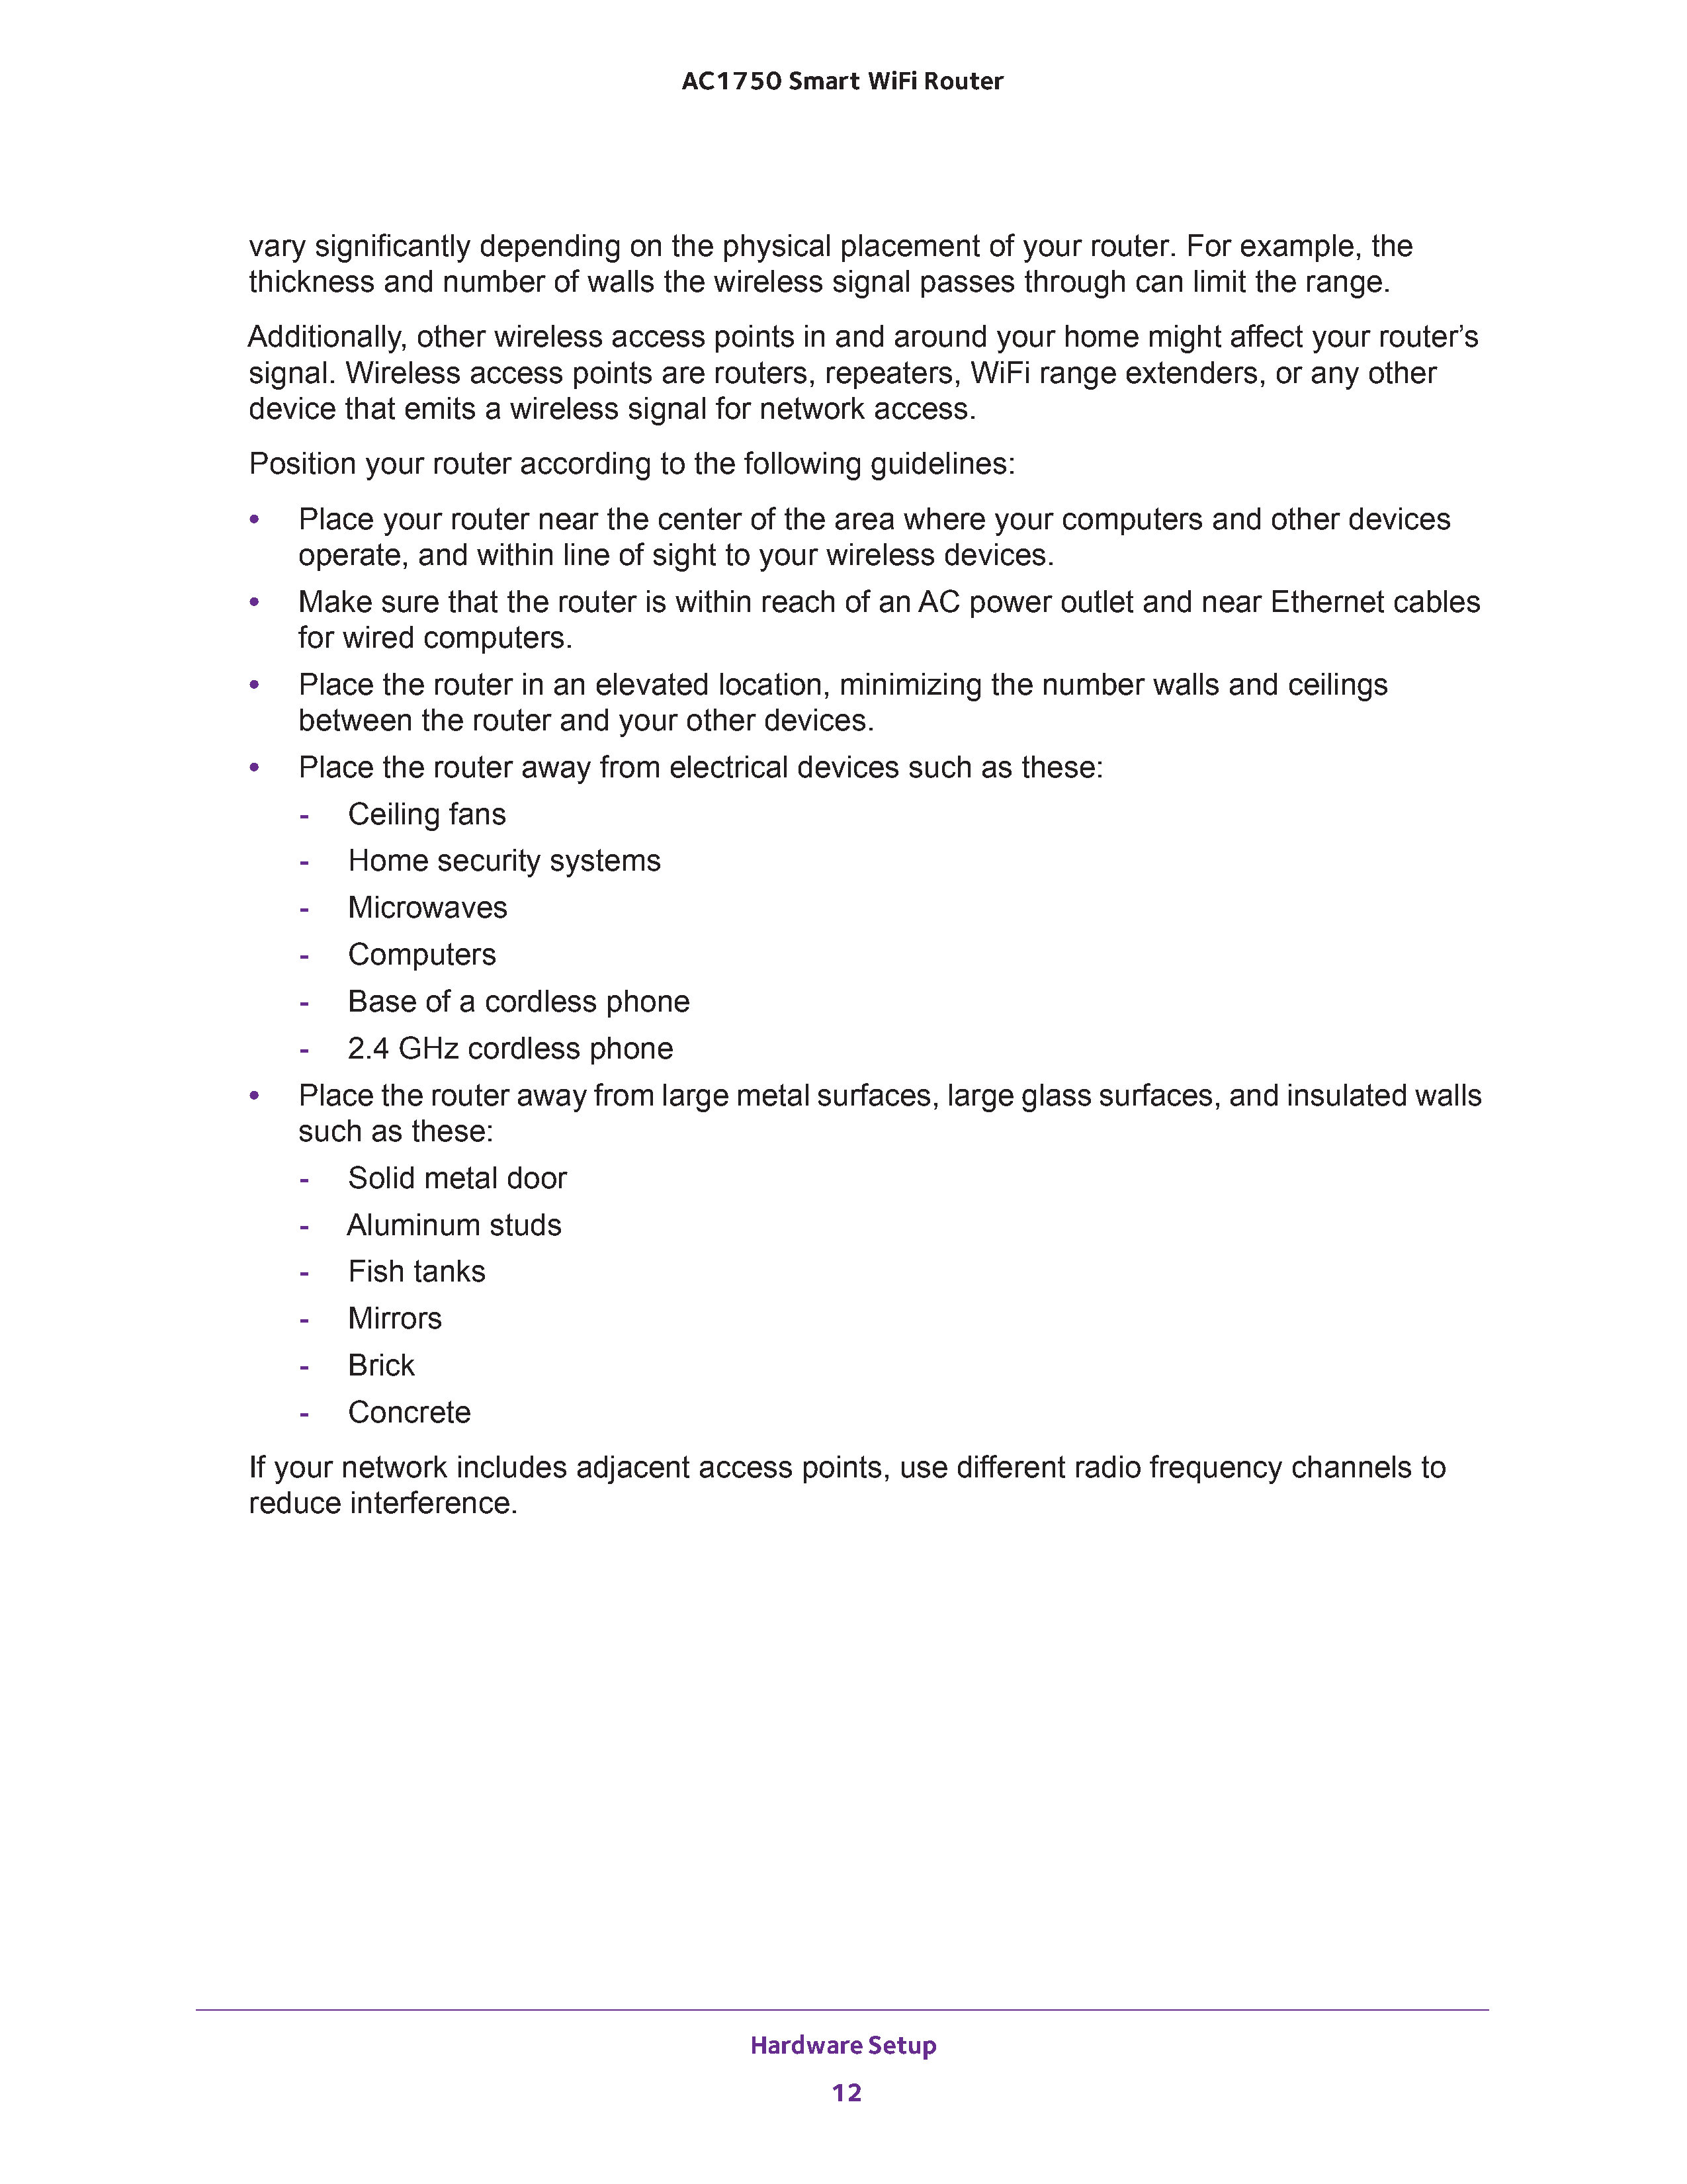 AC1750 Smart WiFi Router
vary significantly depending on the physical placement of your router. For example, the
thickness and number of walls the wireless signal passes through can limit the range.
Additionally, other wireless access points in and around your home might affect your router’s
signal. Wireless access points are routers, repeaters, WiFi range extenders, or any other
device that emits a wireless signal for network access.
Position your router according to the following guidelines:
• Place your router near the center of the area where your computers and other devices
operate, and within line of sight to your wireless devices.
• Make sure that the router is within reach of an AC power outlet and near Ethernet cables
for wired computers.
• Place the router in an elevated location, minimizing the number walls and ceilings
between the router and your other devices.
• Place the router away from electrical devices such as these:
- Ceiling fans
- Home security systems
- Microwaves
- Computers
- Base of a cordless phone
- 2.4 GHz cordless phone
• Place the router away from large metal surfaces, large glass surfaces, and insulated walls
such as these:
- Solid metal door
- Aluminum studs
- Fish tanks
- Mirrors
- Brick
- Concrete
If your network includes adjacent access points, use different radio frequency channels to
reduce interference.
Hardware Setup
12